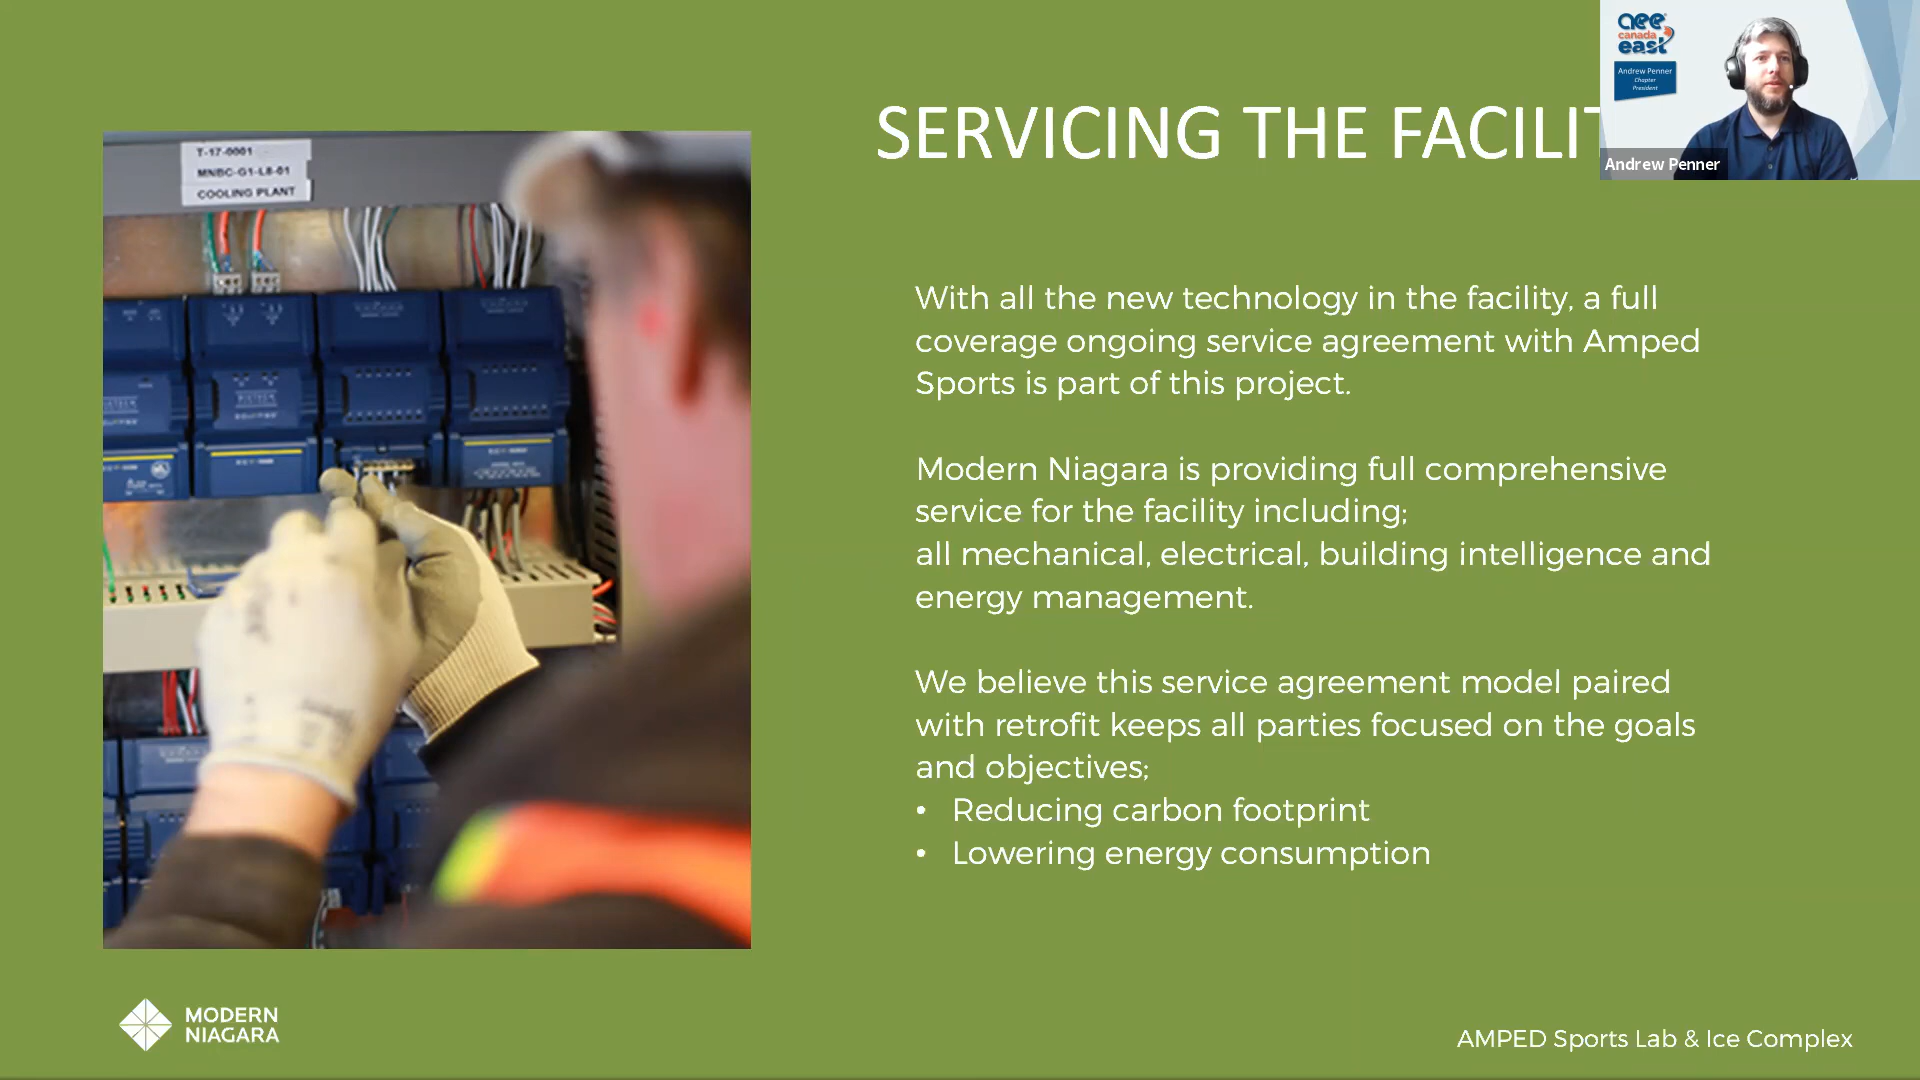 SERVICING THE FACILIT
aee
canada
east
Andrew Penner
Chapter
President
Andrew Penner
T-17-0001
MNBC-G1-L8-01
COOLING PLANT
With all the new technology in the facility, a full
coverage ongoing service agreement with Amped
Sports is part of this project.
Modern Niagara is providing full comprehensive
service for the facility including;
all mechanical, electrical, building intelligence and
energy management.
We believe this service agreement model paired
with retrofit keeps all parties focused on the goals
and objectives;
• Reducing carbon footprint
• Lowering energy consumption
MODERN
NIAGARA
AMPED Sports Lab & Ice Complex